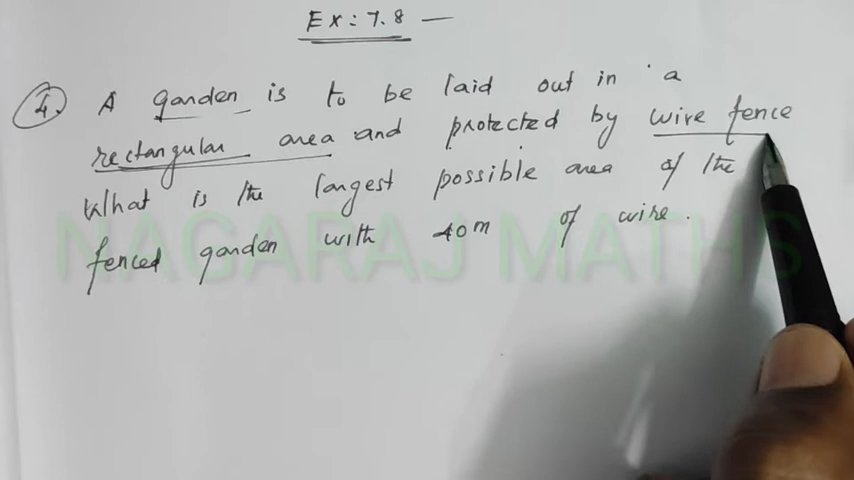 Ex: 7.8 —
4. A garden is to be laid out in a
rectangular area and protected by wire fence
What is the largest possible area of the
fenced garden with 40m of wire.
NAGARAJ MATHS